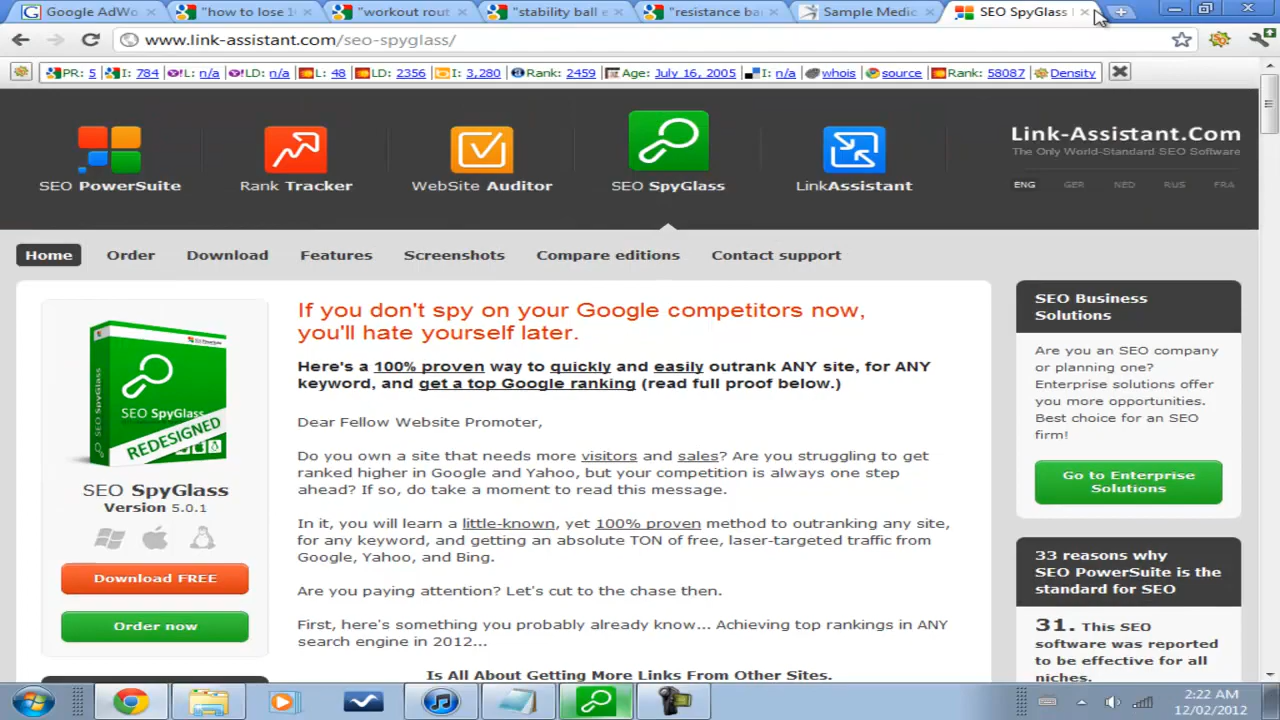 Google AdWo
"how to lose 1
"workout rout
"stability ball e
"resistance ba
Sample Medic
SEO SpyGlass
www.link-assistant.com/seo-spyglass/
PR: 5 I: 784 L: n/a LD: n/a L: 48 LD: 2356 I: 3,280 Rank: 2459 Age: July 16, 2005 I: n/a whois source Rank: 58087 Density
SEO PowerSuite
Rank Tracker
WebSite Auditor
SEO SpyGlass
LinkAssistant
Link-Assistant.Com
The Only World-Standard SEO Software
ENG GER NED RUS FRA
Home Order Download Features Screenshots Compare editions Contact support
SEO SpyGlass
SEO SpyGlass
REDESIGNED
SEO SpyGlass
Version 5.0.1
Download FREE
Order now
If you don't spy on your Google competitors now,
you'll hate yourself later.
Here's a 100% proven way to quickly and easily outrank ANY site, for ANY
keyword, and get a top Google ranking (read full proof below.)
Dear Fellow Website Promoter,
Do you own a site that needs more visitors and sales? Are you struggling to get
ranked higher in Google and Yahoo, but your competition is always one step
ahead? If so, do take a moment to read this message.
In it, you will learn a little-known, yet 100% proven method to outranking any site,
for any keyword, and getting an absolute TON of free, laser-targeted traffic from
Google, Yahoo, and Bing.
Are you paying attention? Let's cut to the chase then.
First, here's something you probably already know... Achieving top rankings in ANY
search engine in 2012...
Is All About Getting More Links From Other Sites.
SEO Business
Solutions
Are you an SEO company
or planning one?
Enterprise solutions offer
you more opportunities.
Best choice for an SEO
firm!
Go to Enterprise
Solutions
33 reasons why
SEO PowerSuite is the
standard for SEO
31. This SEO
software was reported
to be effective for all
niches.
2:22 AM
12/02/2012